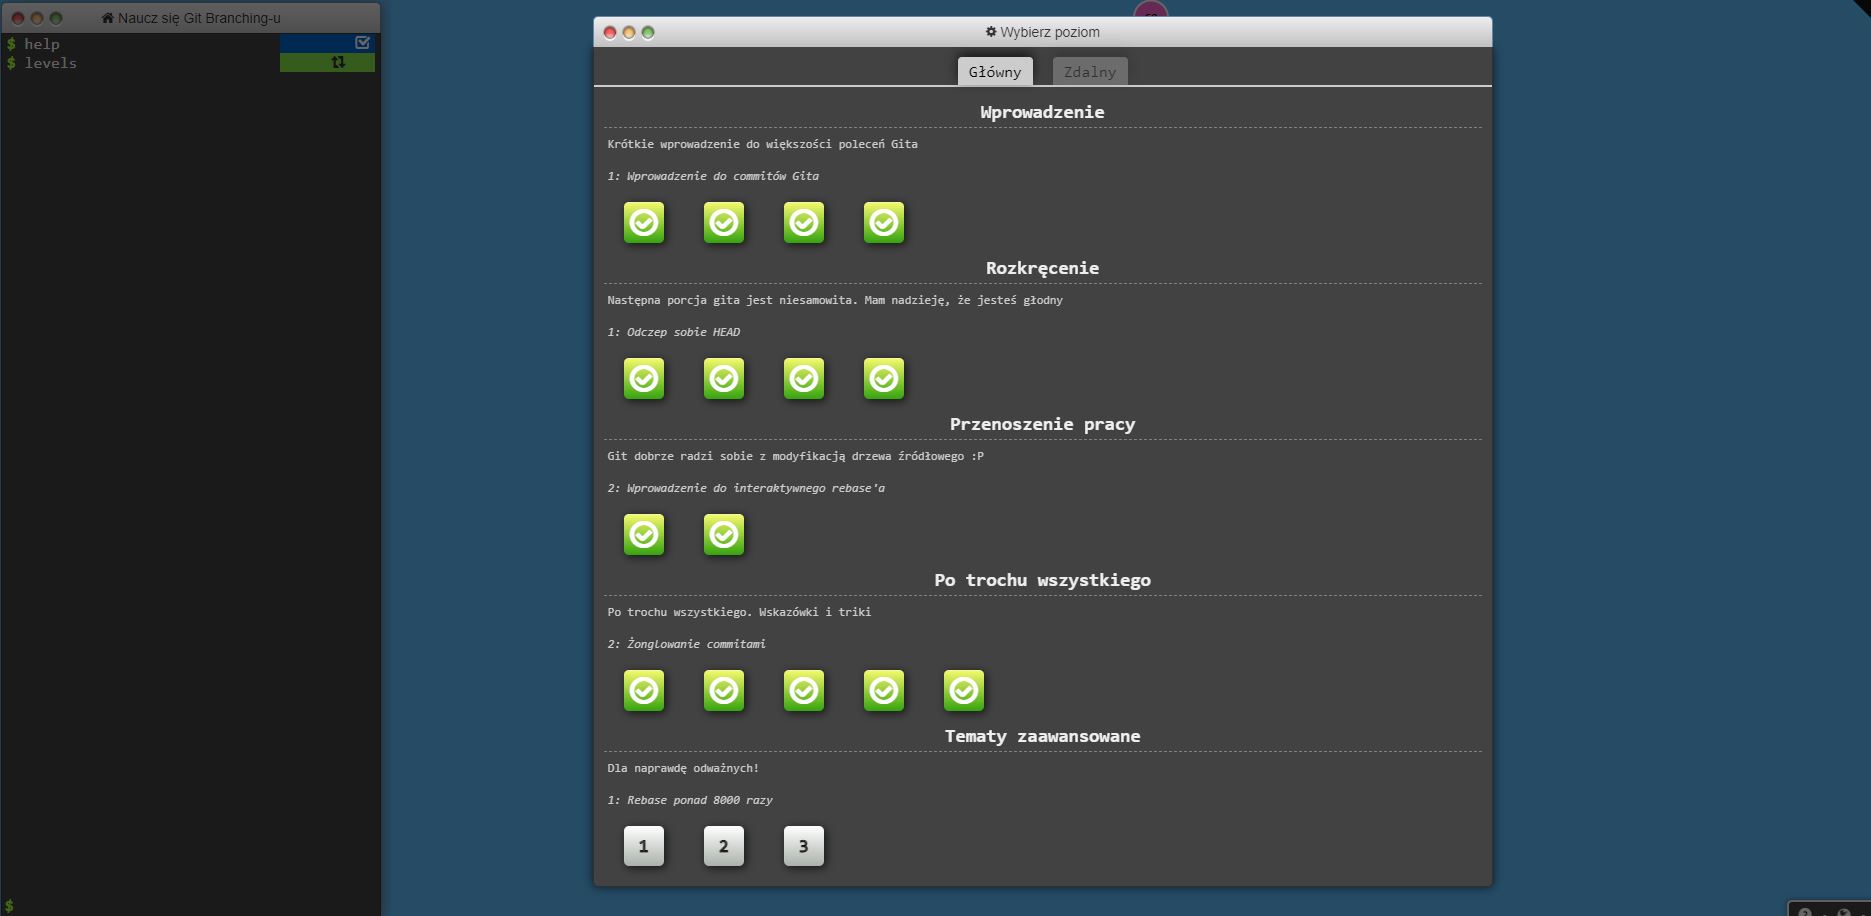 Naucz się Git Branching-u
$ help
$ levels
$
Wybierz poziom
Główny
Zdalny
Wprowadzenie
Krótkie wprowadzenie do większości poleceń Gita
1: Wprowadzenie do commitów Gita
Rozkręcenie
Następna porcja gita jest niesamowita. Mam nadzieję, że jesteś głodny
1: Odczep sobie HEAD
Przenoszenie pracy
Git dobrze radzi sobie z modyfikacją drzewa źródłowego :P
2: Wprowadzenie do interaktywnego rebase'a
Po trochu wszystkiego
Po trochu wszystkiego. Wskazówki i triki
2: Żonglowanie commitami
Tematy zaawansowane
Dla naprawdę odważnych!
1: Rebase ponad 8000 razy
1 2 3